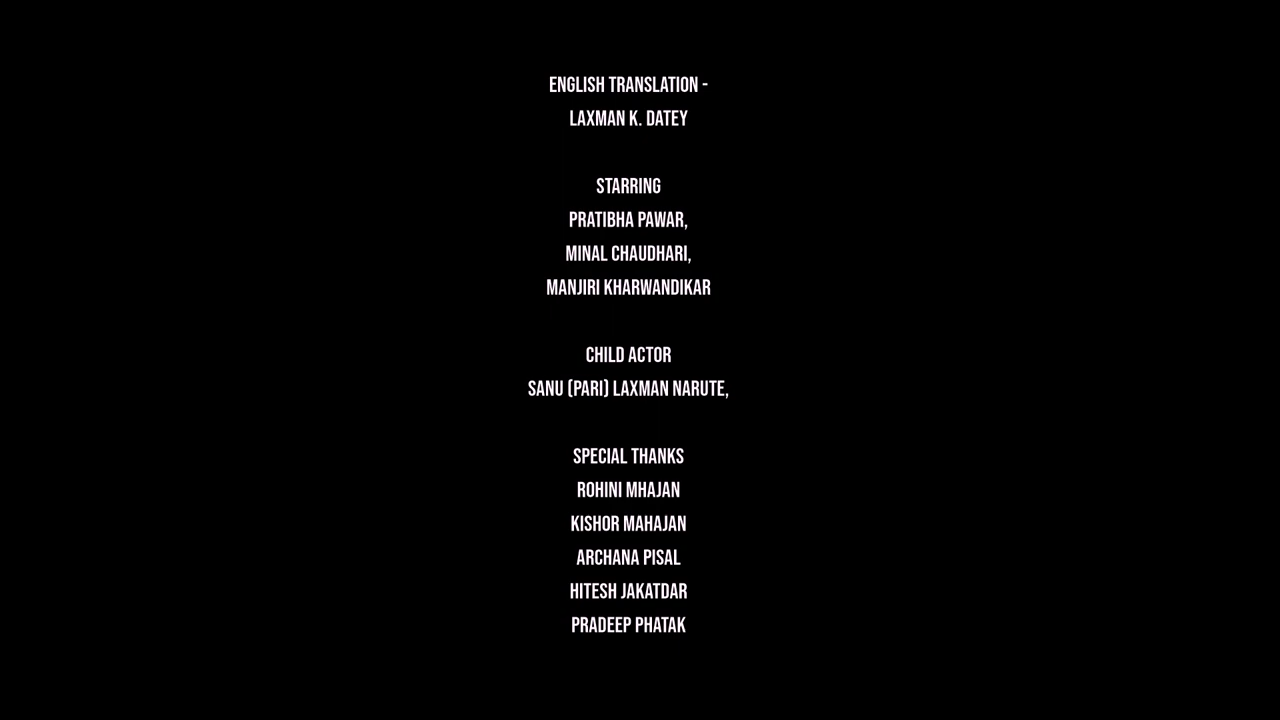 ENGLISH TRANSLATION -
LAXMAN K. DATEY
STARRING
PRATIBHA PAWAR,
MINAL CHAUDHARI,
MANJIRI KHARWANDIKAR
CHILD ACTOR
SANU (PARI) LAXMAN NARUTE,
SPECIAL THANKS
ROHINI MHAJAN
KISHOR MAHAJAN
ARCHANA PISAL
HITESH JAKATDAR
PRADEEP PHATAK